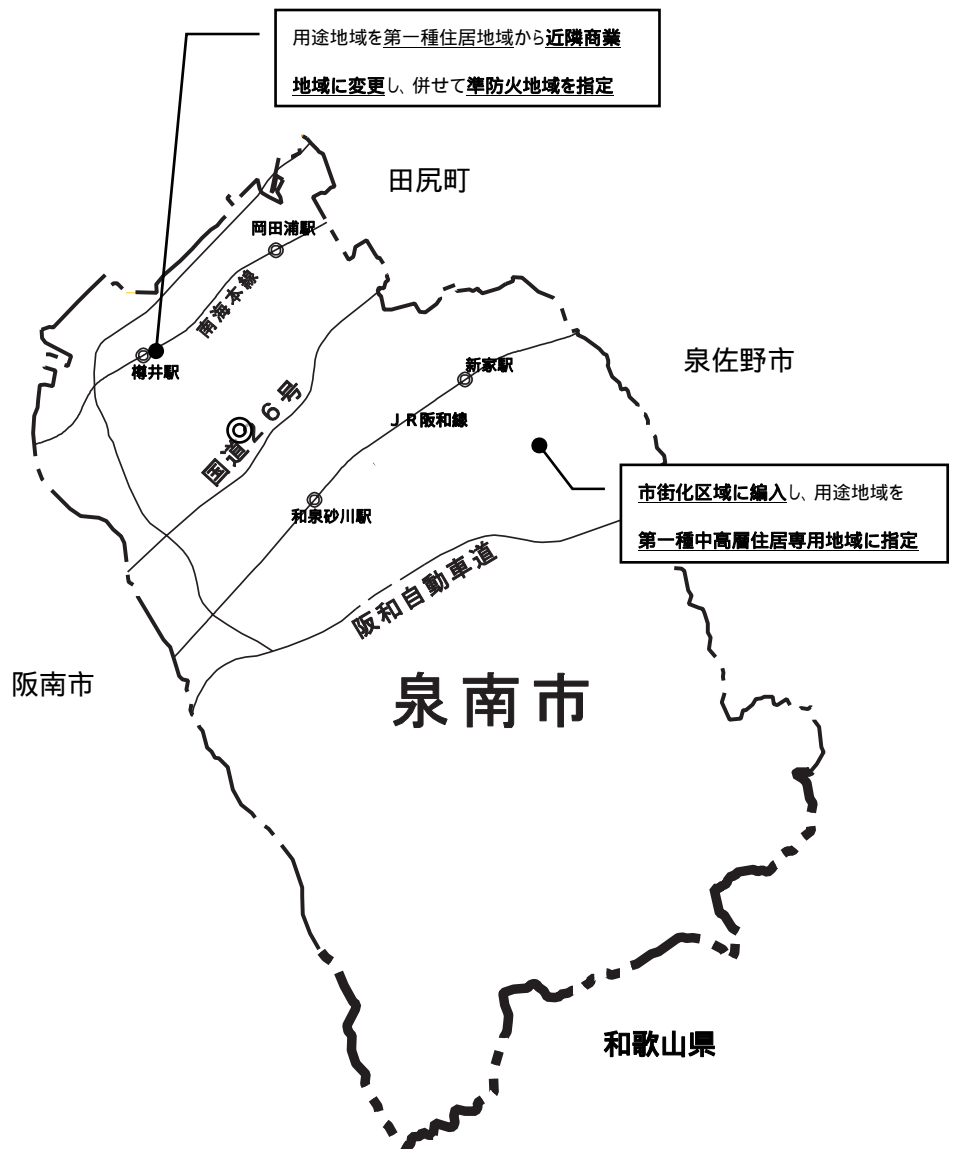 用途地域を第一種住居地域から近隣商業
地域に変更し、併せて準防火地域を指定
田尻町
岡田浦駅
南海本線
樽井駅
新家駅
泉佐野市
国道26号
JR阪和線
市街化区域に編入し、用途地域を
第一種中高層住居専用地域に指定
和泉砂川駅
阪和自動車道
阪南市
泉南市
和歌山県